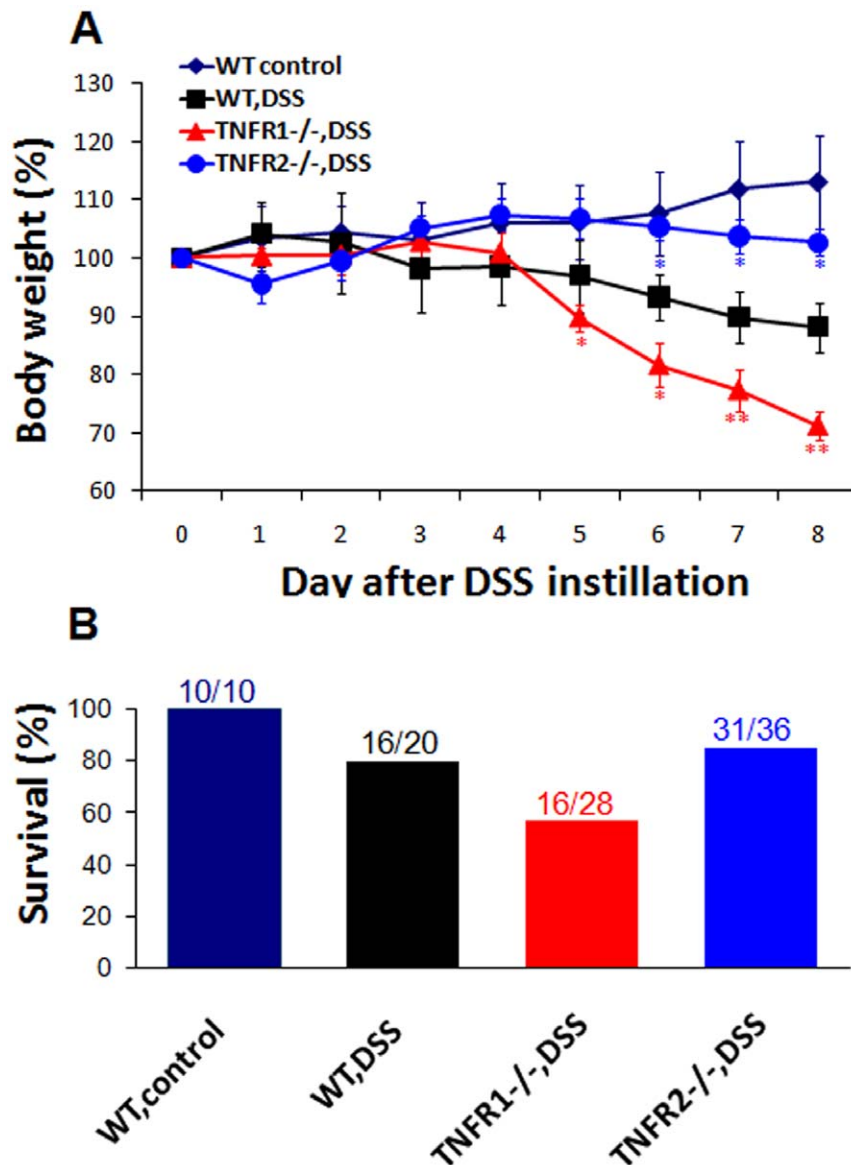 A
WT control
WT,DSS
TNFR1-/-,DSS
TNFR2-/-,DSS
Body weight (%)
130
120
110
100
90
80
70
60
* * *
* * ** **
0 1 2 3 4 5 6 7 8
Day after DSS instillation
B
Survival (%)
100
80
60
40
20
0
10/10
16/20
16/28
31/36
WT,control
WT,DSS
TNFR1-/-,DSS
TNFR2-/-,DSS